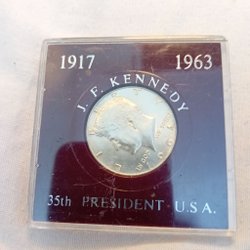 1917 1963
J. F. KENNEDY
35th PRESIDENT U.S.A.